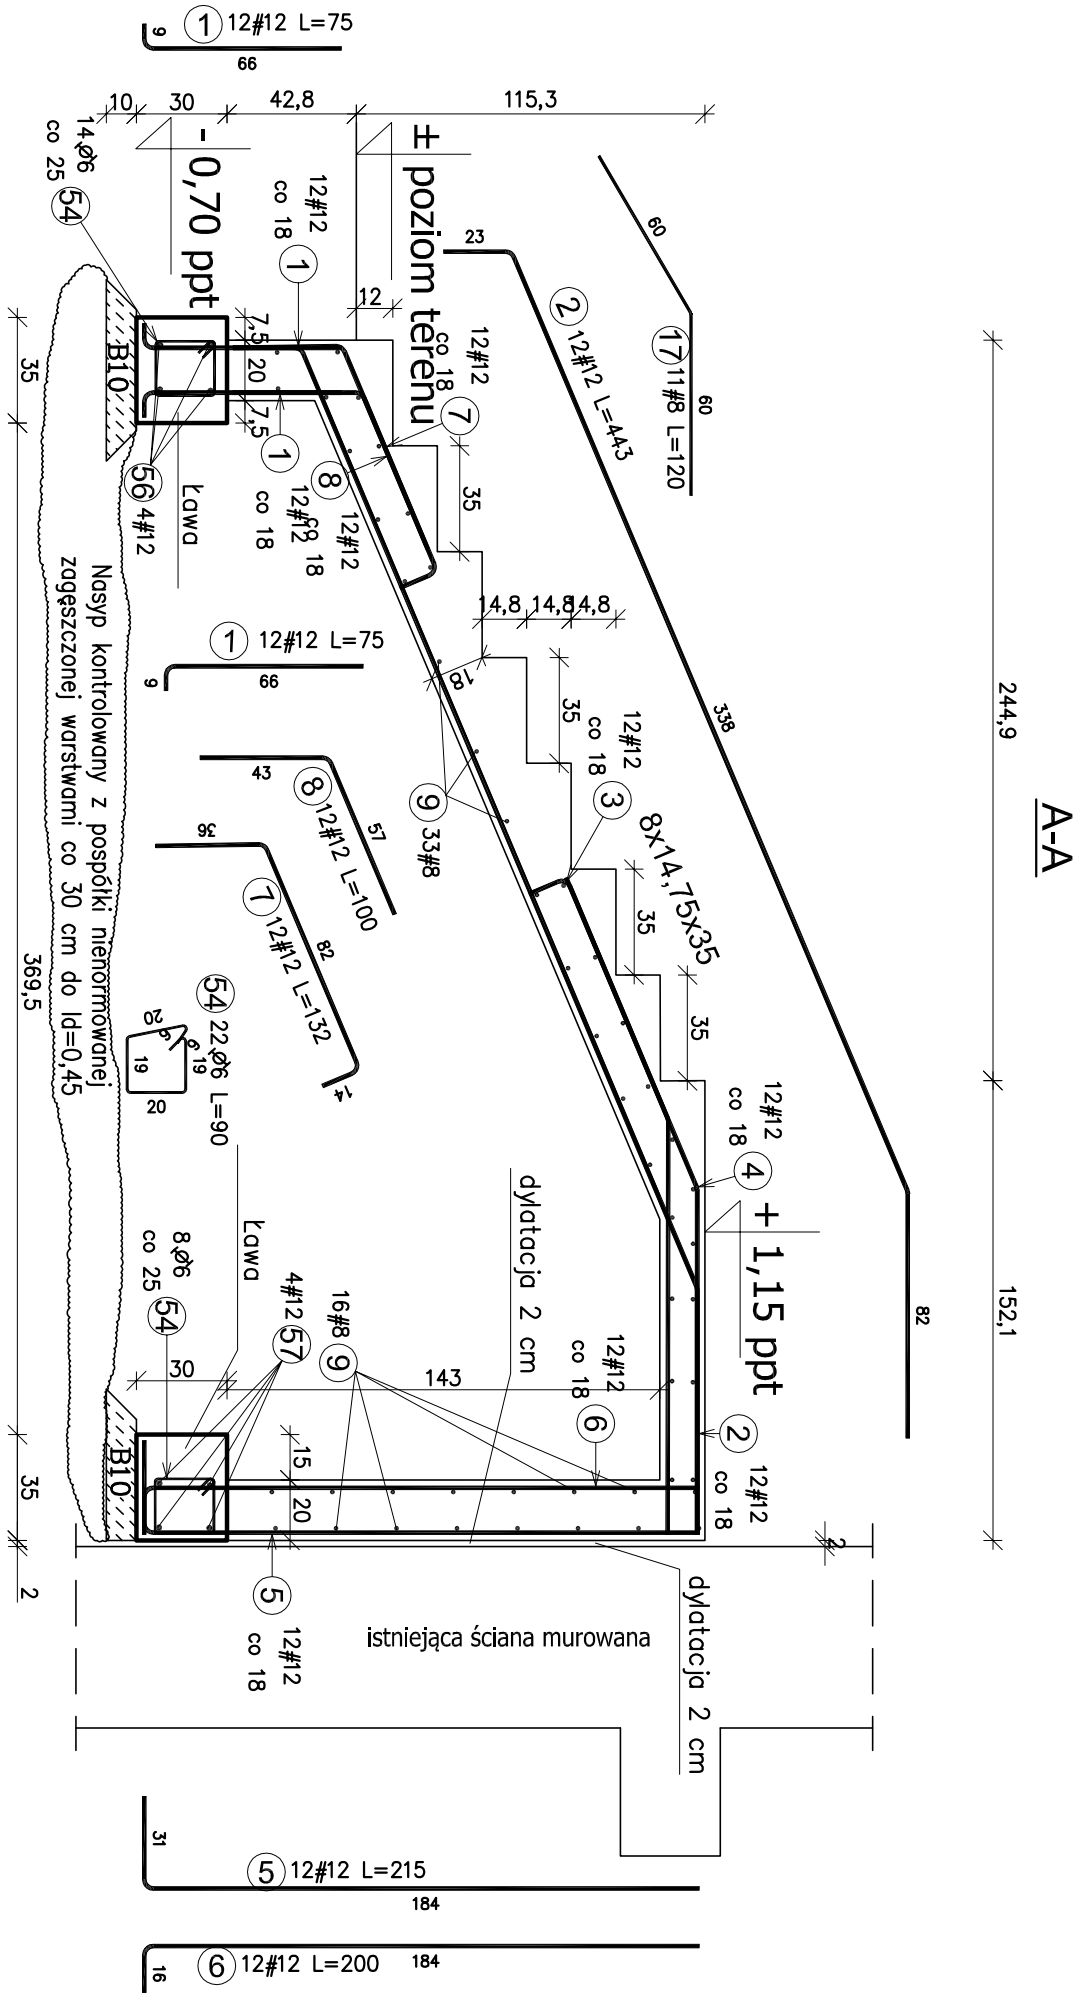 A-A
244,9
152,1
60
60
17 11#8 L=120
23
338
82
2 12#12 L=443
115,3
42,8
30
10
± poziom terenu
- 0,70 ppt
+ 1,15 ppt
8x14,75x35
12
35
35
35
35
14,8
14,8
14,8
18
12#12
co 18
1
12#12
co 18
7
8
12#12
co 18
1
12#12
co 18
12#12
co 18
3
12#12
co 18
4
2
12#12
co 18
12#12
co 18
6
5
12#12
co 18
9 33#8
16#8
9
4#12 57
14 ø6
co 25
54
8 ø6
co 25
54
56 4#12
7,5
20
7,5
Ława
Ława
B10
B10
143
30
15
20
dylatacja 2 cm
dylatacja 2 cm
istniejąca ściana murowana
2
1 12#12 L=75
66
9
1 12#12 L=75
66
9
43
57
8 12#12 L=100
36
82
14
7 12#12 L=132
54 22 ø6 L=90
20
19
19
20
6
6
Nasyp kontrolowany z pospółki nienormowanej
zagęszczonej warstwami co 30 cm do Id=0,45
35
369,5
35
2
5 12#12 L=215
184
31
6 12#12 L=200
184
16